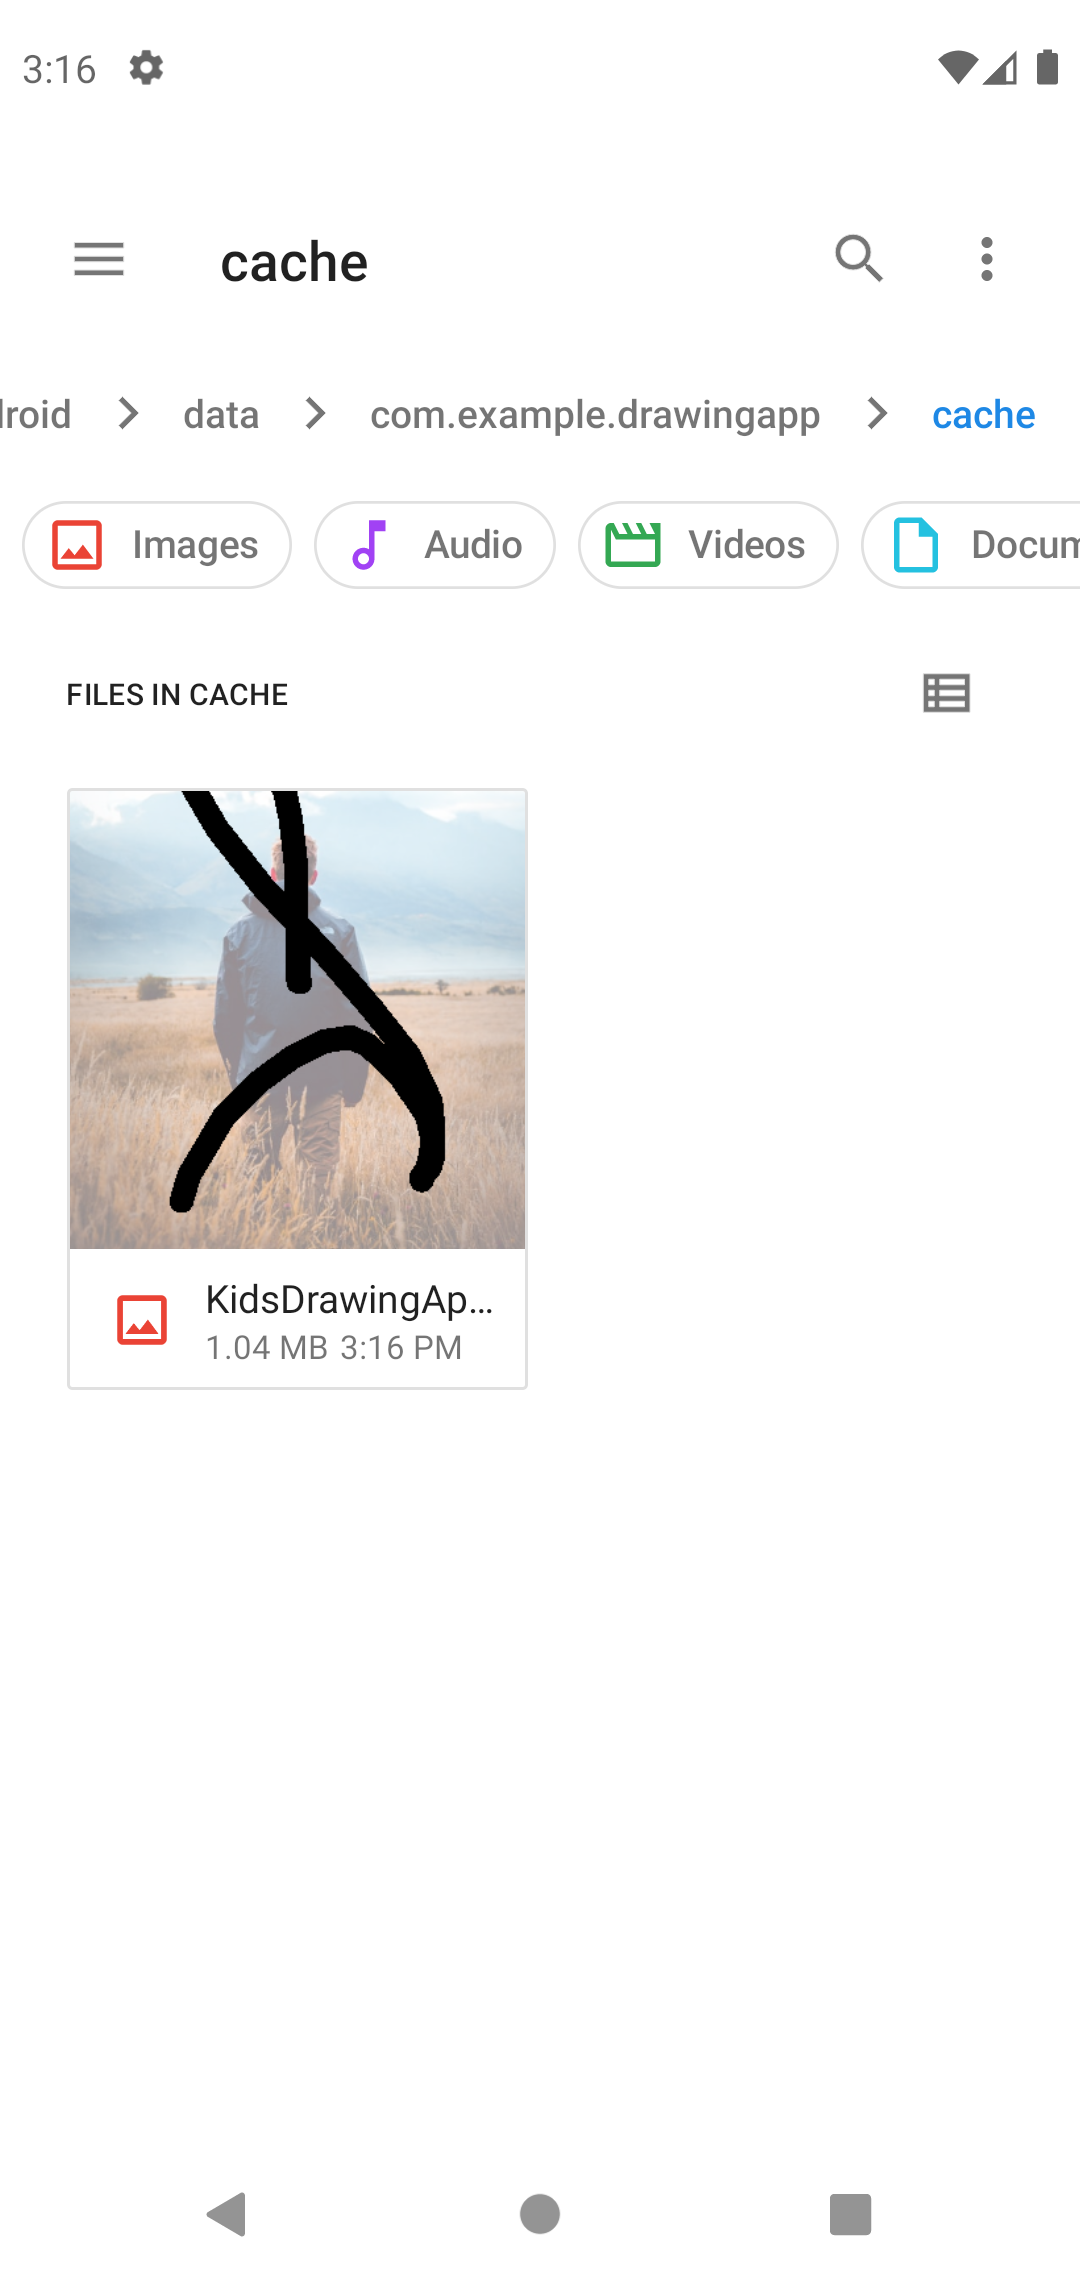 3:16
cache
droid > data > com.example.drawingapp > cache
Images Audio Videos Docum
FILES IN CACHE
KidsDrawingAp...
1.04 MB 3:16 PM